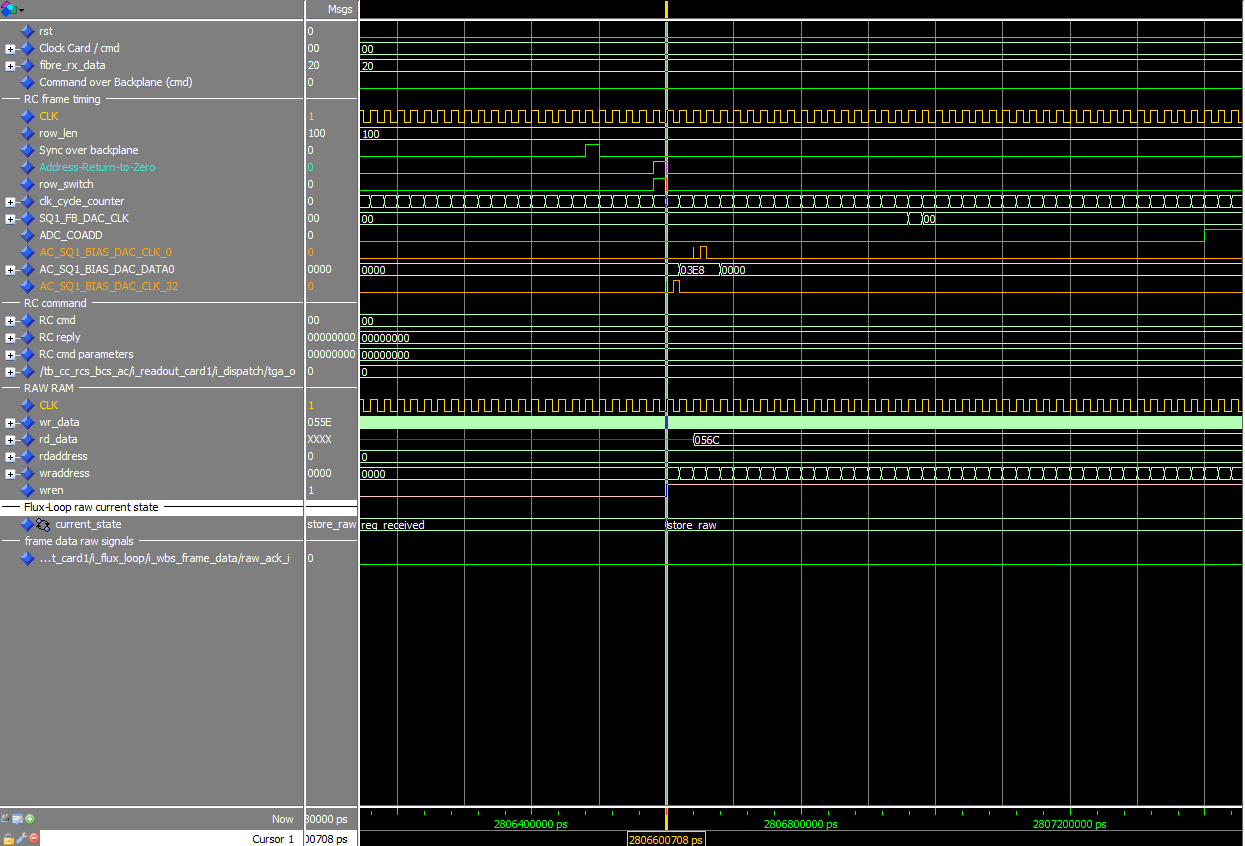 Msgs
rst 0
Clock Card / cmd 00 00
fibre_rx_data 20 20
Command over Backplane (cmd) 0
RC frame timing
CLK 1
row_len 100 100
Sync over backplane 0
Address-Return-to-Zero 0
row_switch 0
clk_cycle_counter 0
SQ1_FB_DAC_CLK 00 00 00
ADC_COADD 0
AC_SQ1_BIAS_DAC_CLK_0 0
AC_SQ1_BIAS_DAC_DATA0 0000 0000 03E8 0000
AC_SQ1_BIAS_DAC_CLK_32 0
RC command
RC cmd 00 00
RC reply 00000000 00000000
RC cmd parameters 00000000 00000000
/tb_cc_rcs_bcs_ac/i_readout_card1/i_dispatch/tga_o 0 0
RAW RAM
CLK 1
wr_data 055E
rd_data XXXX 056C
rdaddress 0 0
wraddress 0000 0000
wren 1
Flux-Loop raw current state
current_state store_raw req_received store_raw
frame data raw signals
...t_card1/i_flux_loop/i_wbs_frame_data/raw_ack_i 0
Now 30000 ps 2806400000 ps 2806800000 ps 2807200000 ps
Cursor 1 00708 ps 2806600708 ps